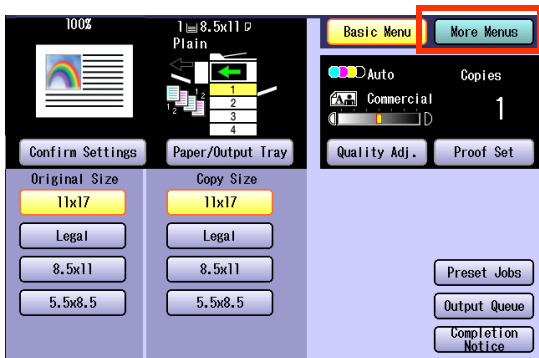 100%
1 8.5x11
Plain
1
2
3
4
1 2
Confirm Settings
Paper/Output Tray
Basic Menu
More Menus
Auto
Copies
Commercial
1
Quality Adj.
Proof Set
Original Size
Copy Size
11x17
11x17
Legal
Legal
8.5x11
8.5x11
5.5x8.5
5.5x8.5
Preset Jobs
Output Queue
Completion
Notice